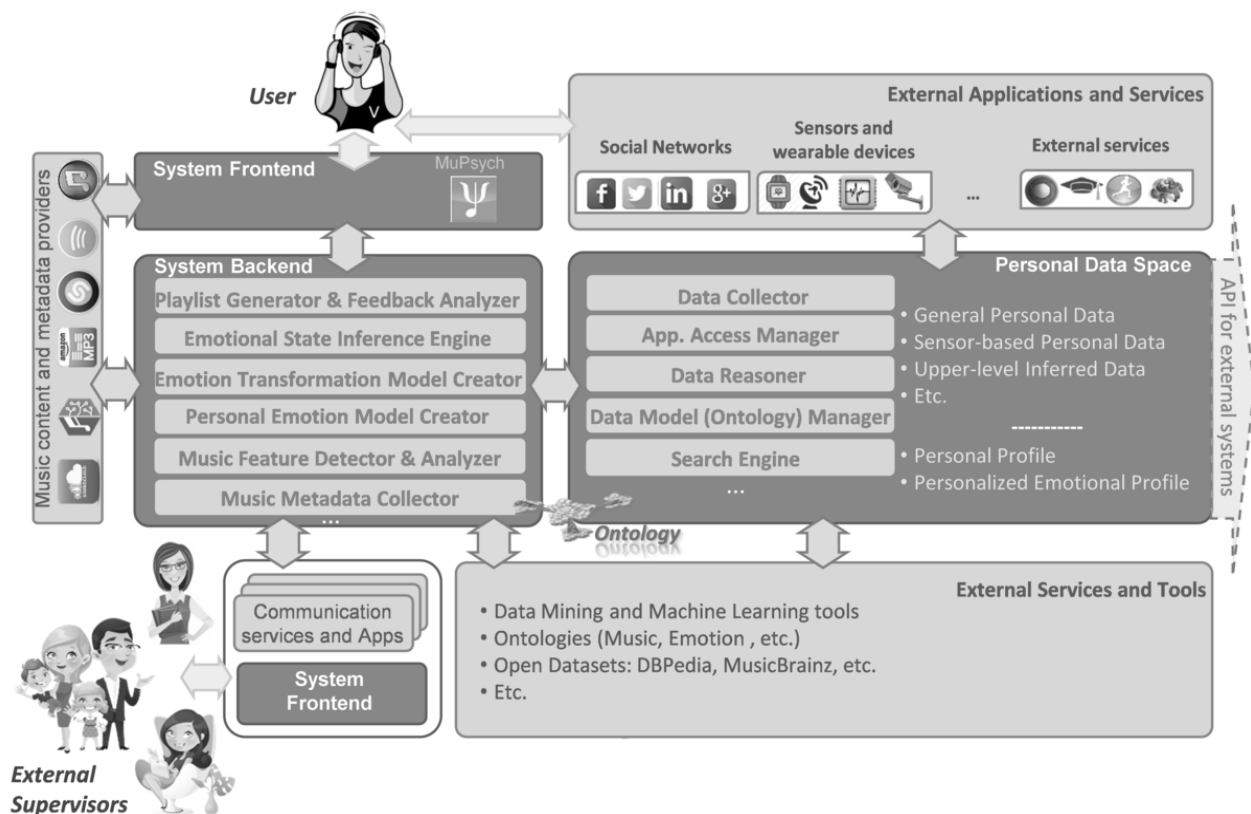 User
External Applications and Services
Social Networks
Sensors and
wearable devices
External services
f
in
g+
...
System Frontend
MuPsych
Ψ
V
Music content and metadata providers
amazon
MP3
System Backend
Playlist Generator & Feedback Analyzer
Emotional State Inference Engine
Emotion Transformation Model Creator
Personal Emotion Model Creator
Music Feature Detector & Analyzer
Music Metadata Collector
...
Personal Data Space
Data Collector
App. Access Manager
Data Reasoner
Data Model (Ontology) Manager
Search Engine
...
• General Personal Data
• Sensor-based Personal Data
• Upper-level Inferred Data
• Etc.
-----------
• Personal Profile
• Personalized Emotional Profile
API for external
systems
Ontology
Communication
services and Apps
System
Frontend
External Services and Tools
• Data Mining and Machine Learning tools
• Ontologies (Music, Emotion , etc.)
• Open Datasets: DBPedia, MusicBrainz, etc.
• Etc.
External
Supervisors